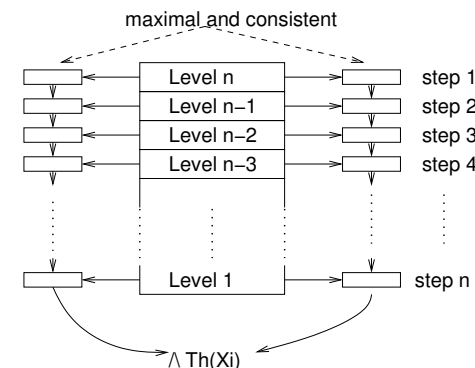 maximal and consistent
Level n step 1
Level n−1 step 2
Level n−2 step 3
Level n−3 step 4
Level 1 step n
/\ Th(Xi)